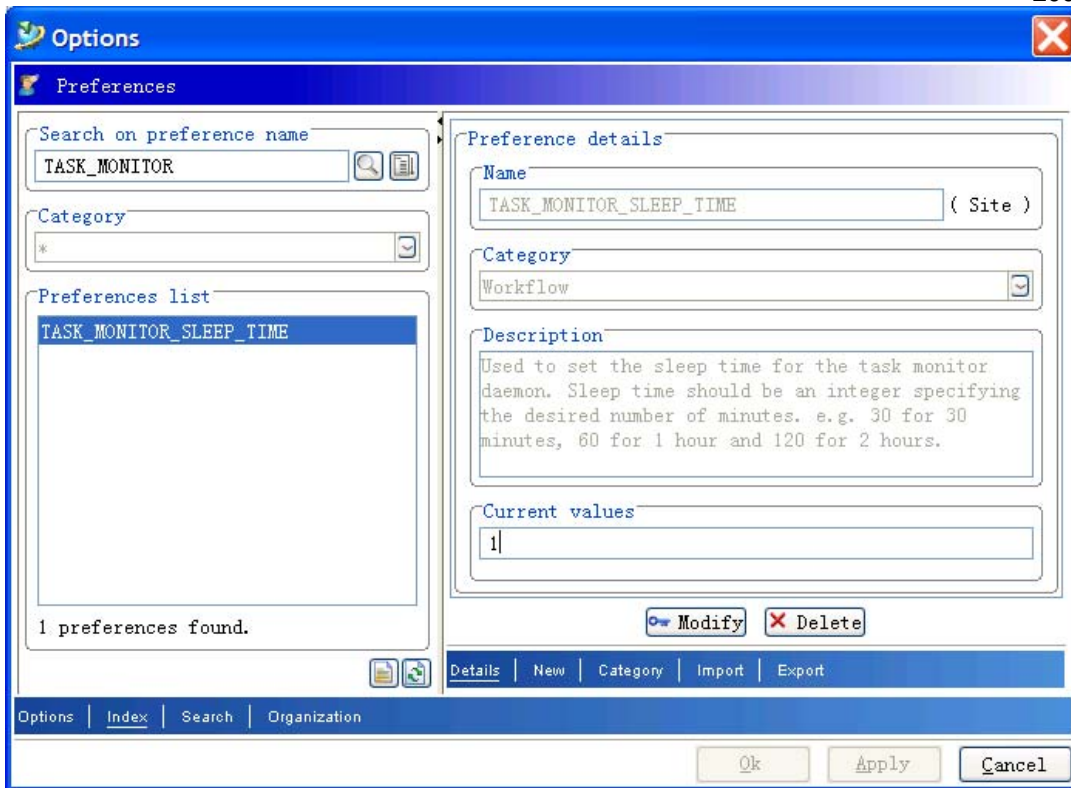 Options
Preferences
Search on preference name
TASK_MONITOR
Category
*
Preferences list
TASK_MONITOR_SLEEP_TIME
1 preferences found.
Preference details
Name
TASK_MONITOR_SLEEP_TIME ( Site )
Category
Workflow
Description
Used to set the sleep time for the task monitor
daemon. Sleep time should be an integer specifying
the desired number of minutes. e.g. 30 for 30
minutes, 60 for 1 hour and 120 for 2 hours.
Current values
1
Modify Delete
Details | New | Category | Import | Export
Options | Index | Search | Organization
Ok Apply Cancel